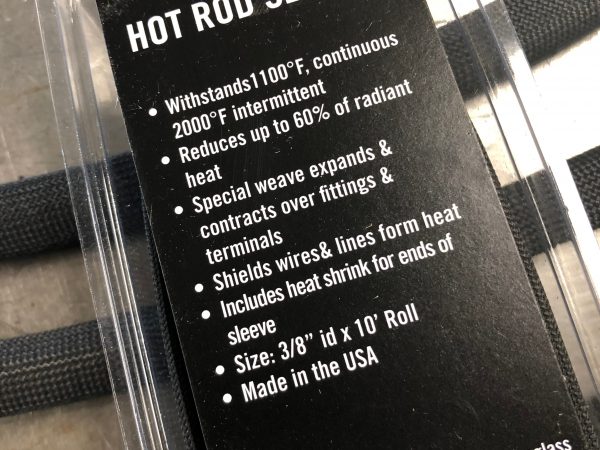 HOT ROD
• Withstands1100°F, continuous
2000°F intermittent
• Reduces up to 60% of radiant
heat
• Special weave expands &
contracts over fittings &
terminals
• Shields wires& lines form heat
• Includes heat shrink for ends of
sleeve
• Size: 3/8” id x 10’ Roll
• Made in the USA